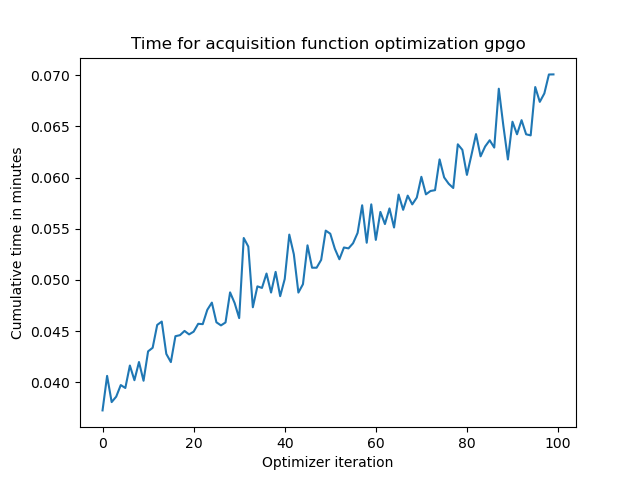 Time for acquisition function optimization gpgo
0.070
0.065
0.060
0.055
0.050
0.045
0.040
Cumulative time in minutes
0 20 40 60 80 100
Optimizer iteration